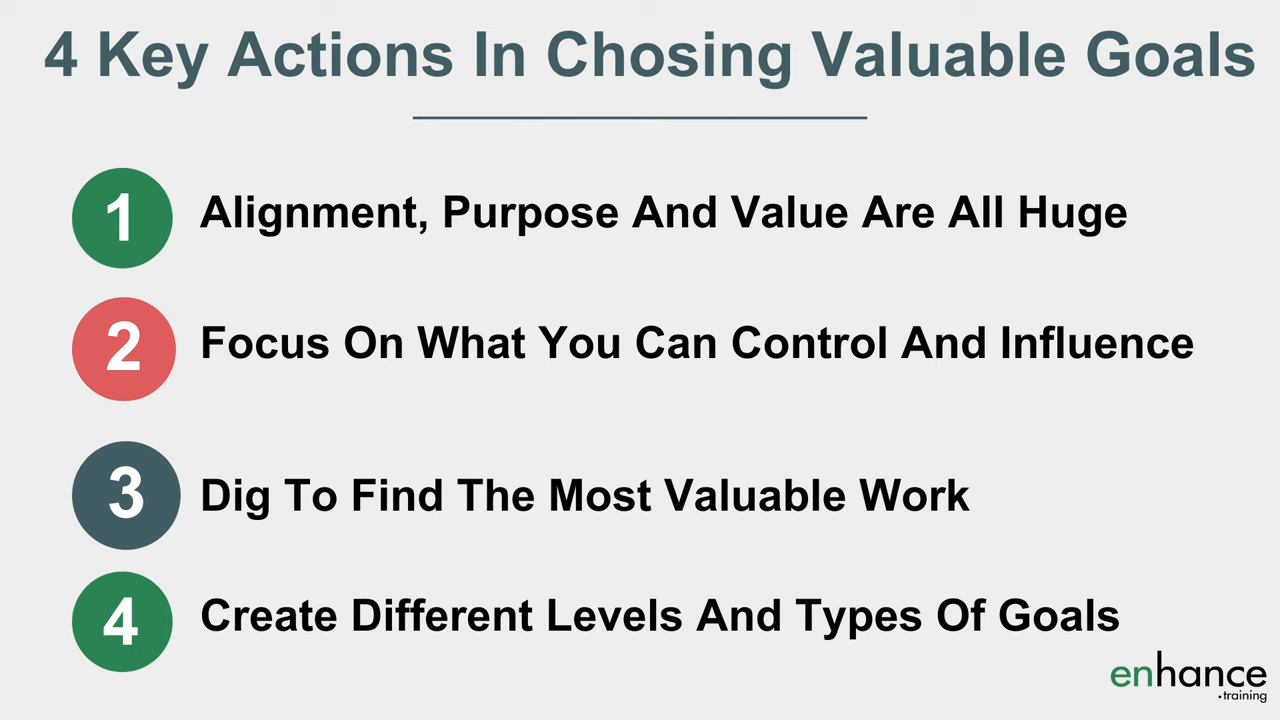 4 Key Actions In Chosing Valuable Goals
1 Alignment, Purpose And Value Are All Huge
2 Focus On What You Can Control And Influence
3 Dig To Find The Most Valuable Work
4 Create Different Levels And Types Of Goals
enhance
.training